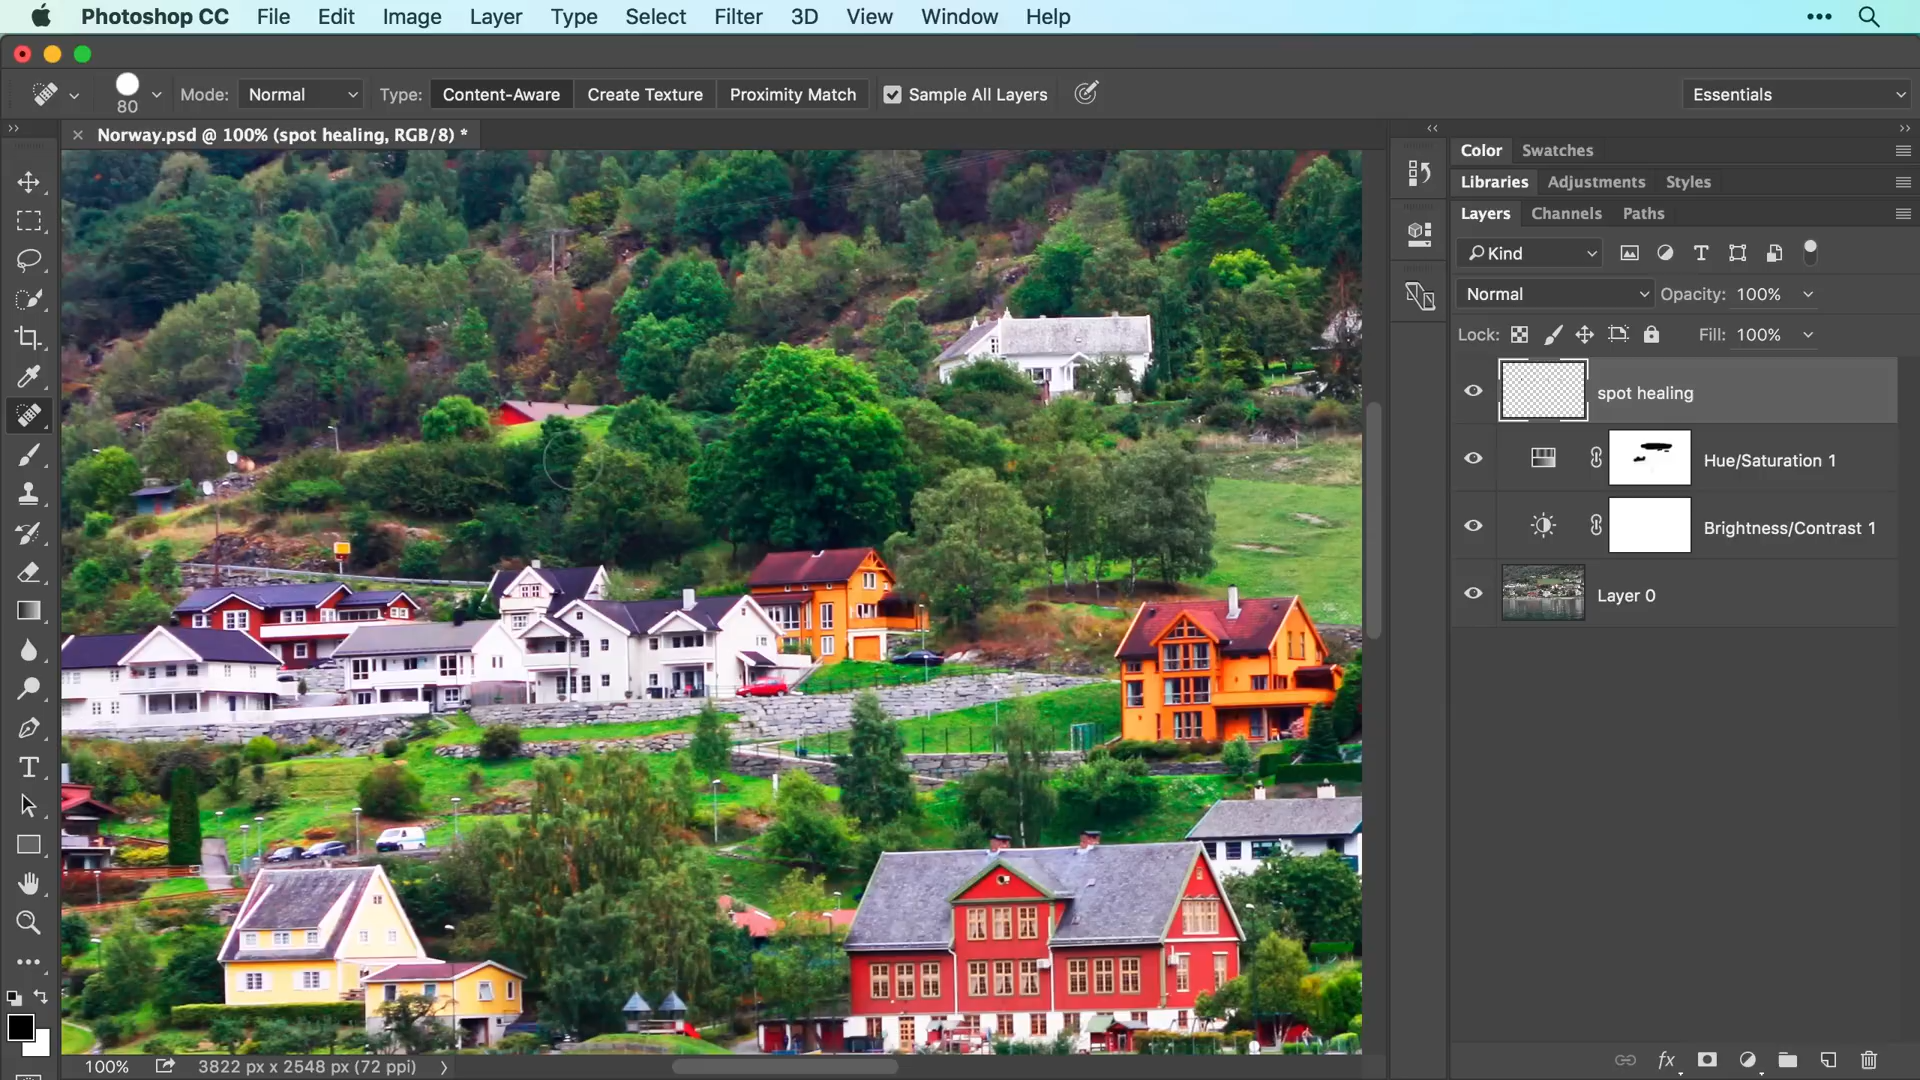 Photoshop CC File Edit Image Layer Type Select Filter 3D View Window Help
80 Mode: Normal Type: Content-Aware Create Texture Proximity Match Sample All Layers Essentials
Norway.psd @ 100% (spot healing, RGB/8) *
Color Swatches
Libraries Adjustments Styles
Layers Channels Paths
Kind
Normal Opacity: 100%
Lock: Fill: 100%
spot healing
Hue/Saturation 1
Brightness/Contrast 1
Layer 0
100% 3822 px x 2548 px (72 ppi)
fx